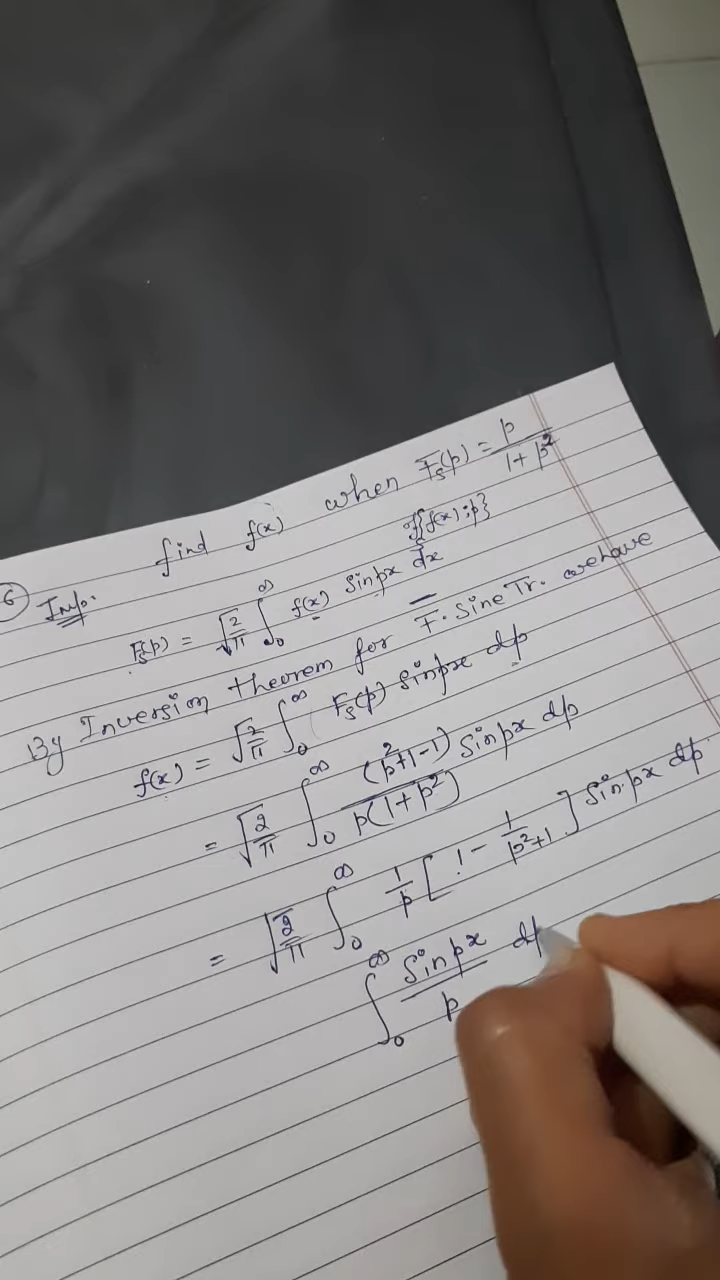 6 Imp. find f(x) when F̄s(p) = p / (1 + p²)
Fs{f(x) ; p}
F̄s(p) = √(2/π) ∫₀^∞ f(x) sin px dx
By Inversion theorem for F. Sine Tr. we have
f(x) = √(2/π) ∫₀^∞ F̄s(p) sin px dp
= √(2/π) ∫₀^∞ (p² + 1 - 1) / p(1 + p²) sin px dp
= √(2/π) ∫₀^∞ 1/p [1 - 1/(p² + 1)] sin px dp
∫₀^∞ sin px / p dp